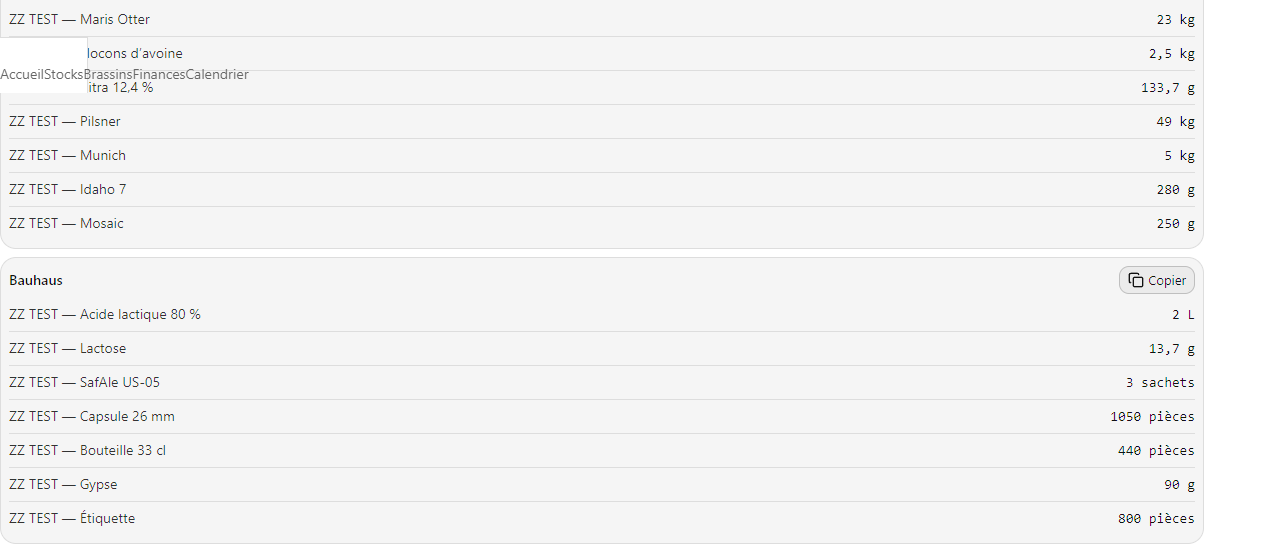 ZZ TEST — Maris Otter 23 kg
locons d'avoine 2,5 kg
AccueilStocksBrassinsFinancesCalendrier
itra 12,4 % 133,7 g
ZZ TEST — Pilsner 49 kg
ZZ TEST — Munich 5 kg
ZZ TEST — Idaho 7 280 g
ZZ TEST — Mosaic 250 g
Bauhaus Copier
ZZ TEST — Acide lactique 80 % 2 L
ZZ TEST — Lactose 13,7 g
ZZ TEST — SafAle US-05 3 sachets
ZZ TEST — Capsule 26 mm 1050 pièces
ZZ TEST — Bouteille 33 cl 440 pièces
ZZ TEST — Gypse 90 g
ZZ TEST — Étiquette 800 pièces